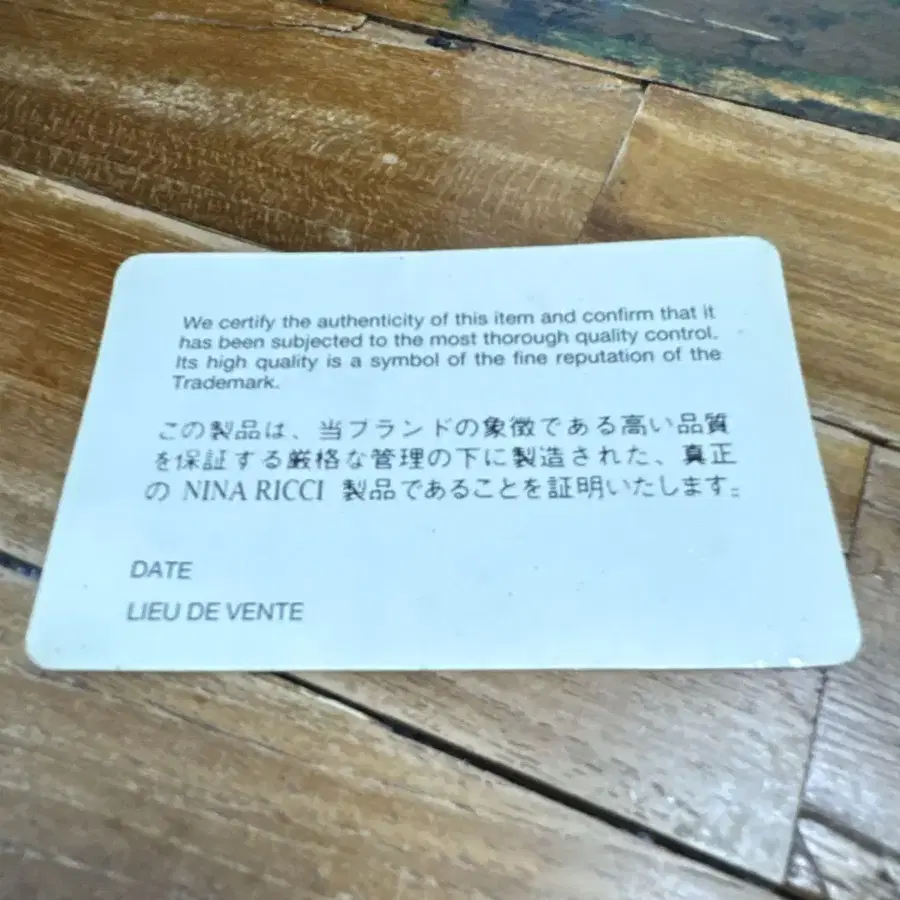 We certify the authenticity of this item and confirm that it
has been subjected to the most thorough quality control.
Its high quality is a symbol of the fine reputation of the
Trademark.
この製品は、当ブランドの象徴である高い品質
を保証する厳格な管理の下に製造された、真正
の NINA RICCI 製品であることを証明いたします。
DATE
LIEU DE VENTE